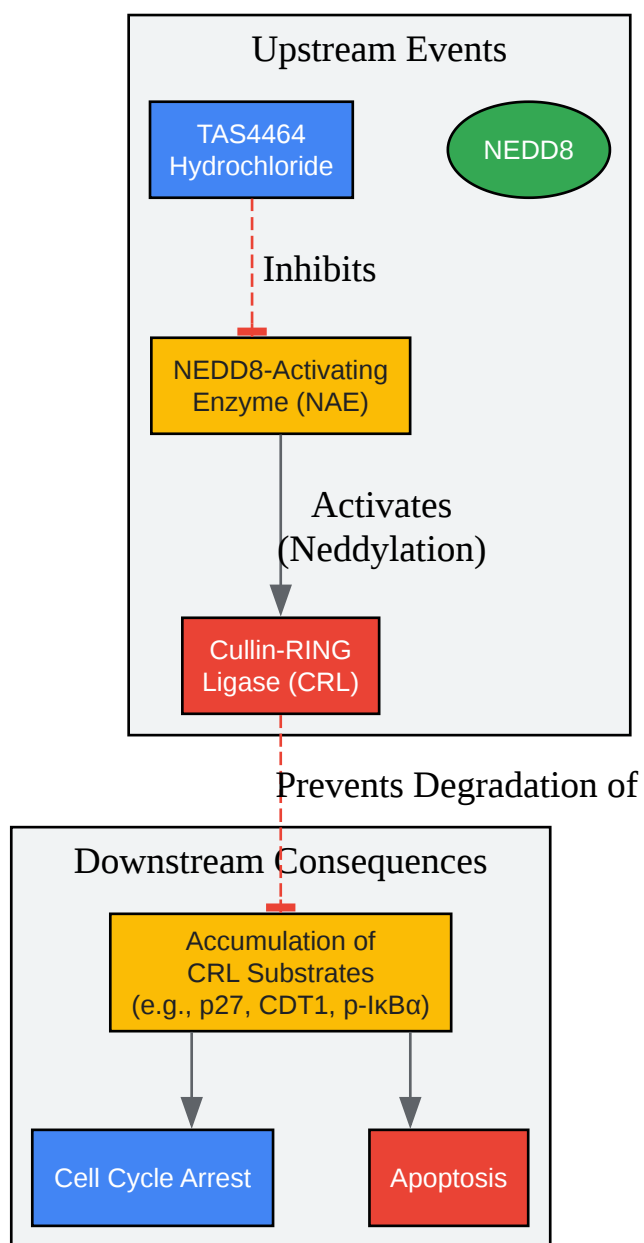 Upstream Events
TAS4464
Hydrochloride
NEDD8
Inhibits
NEDD8-Activating
Enzyme (NAE)
Activates
(Neddylation)
Cullin-RING
Ligase (CRL)
Prevents Degradation of
Downstream Consequences
Accumulation of
CRL Substrates
(e.g., p27, CDT1, p-IκBα)
Cell Cycle Arrest
Apoptosis